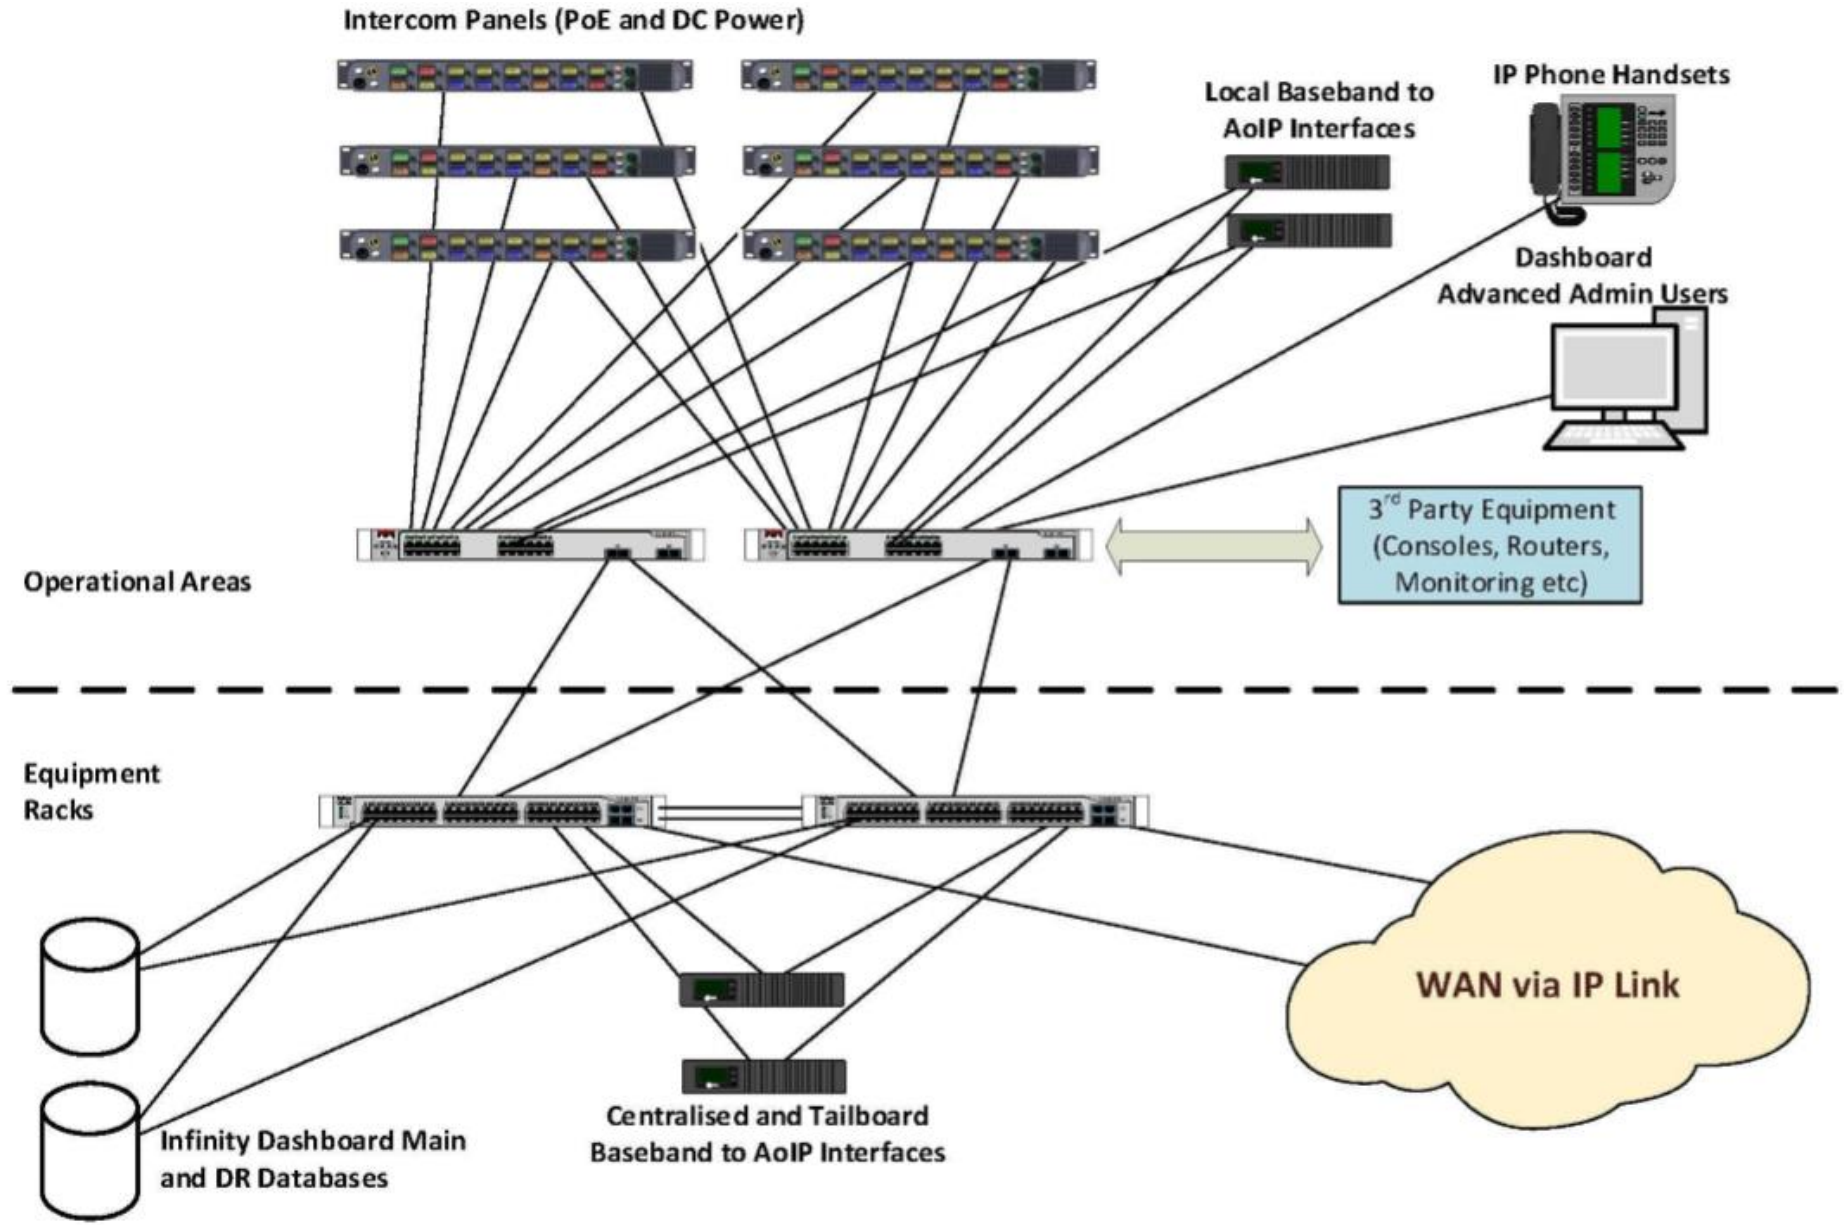 Intercom Panels (PoE and DC Power)
Local Baseband to
AoIP Interfaces
IP Phone Handsets
Dashboard
Advanced Admin Users
3rd Party Equipment
(Consoles, Routers,
Monitoring etc)
Operational Areas
Equipment
Racks
WAN via IP Link
Infinity Dashboard Main
and DR Databases
Centralised and Tailboard
Baseband to AoIP Interfaces